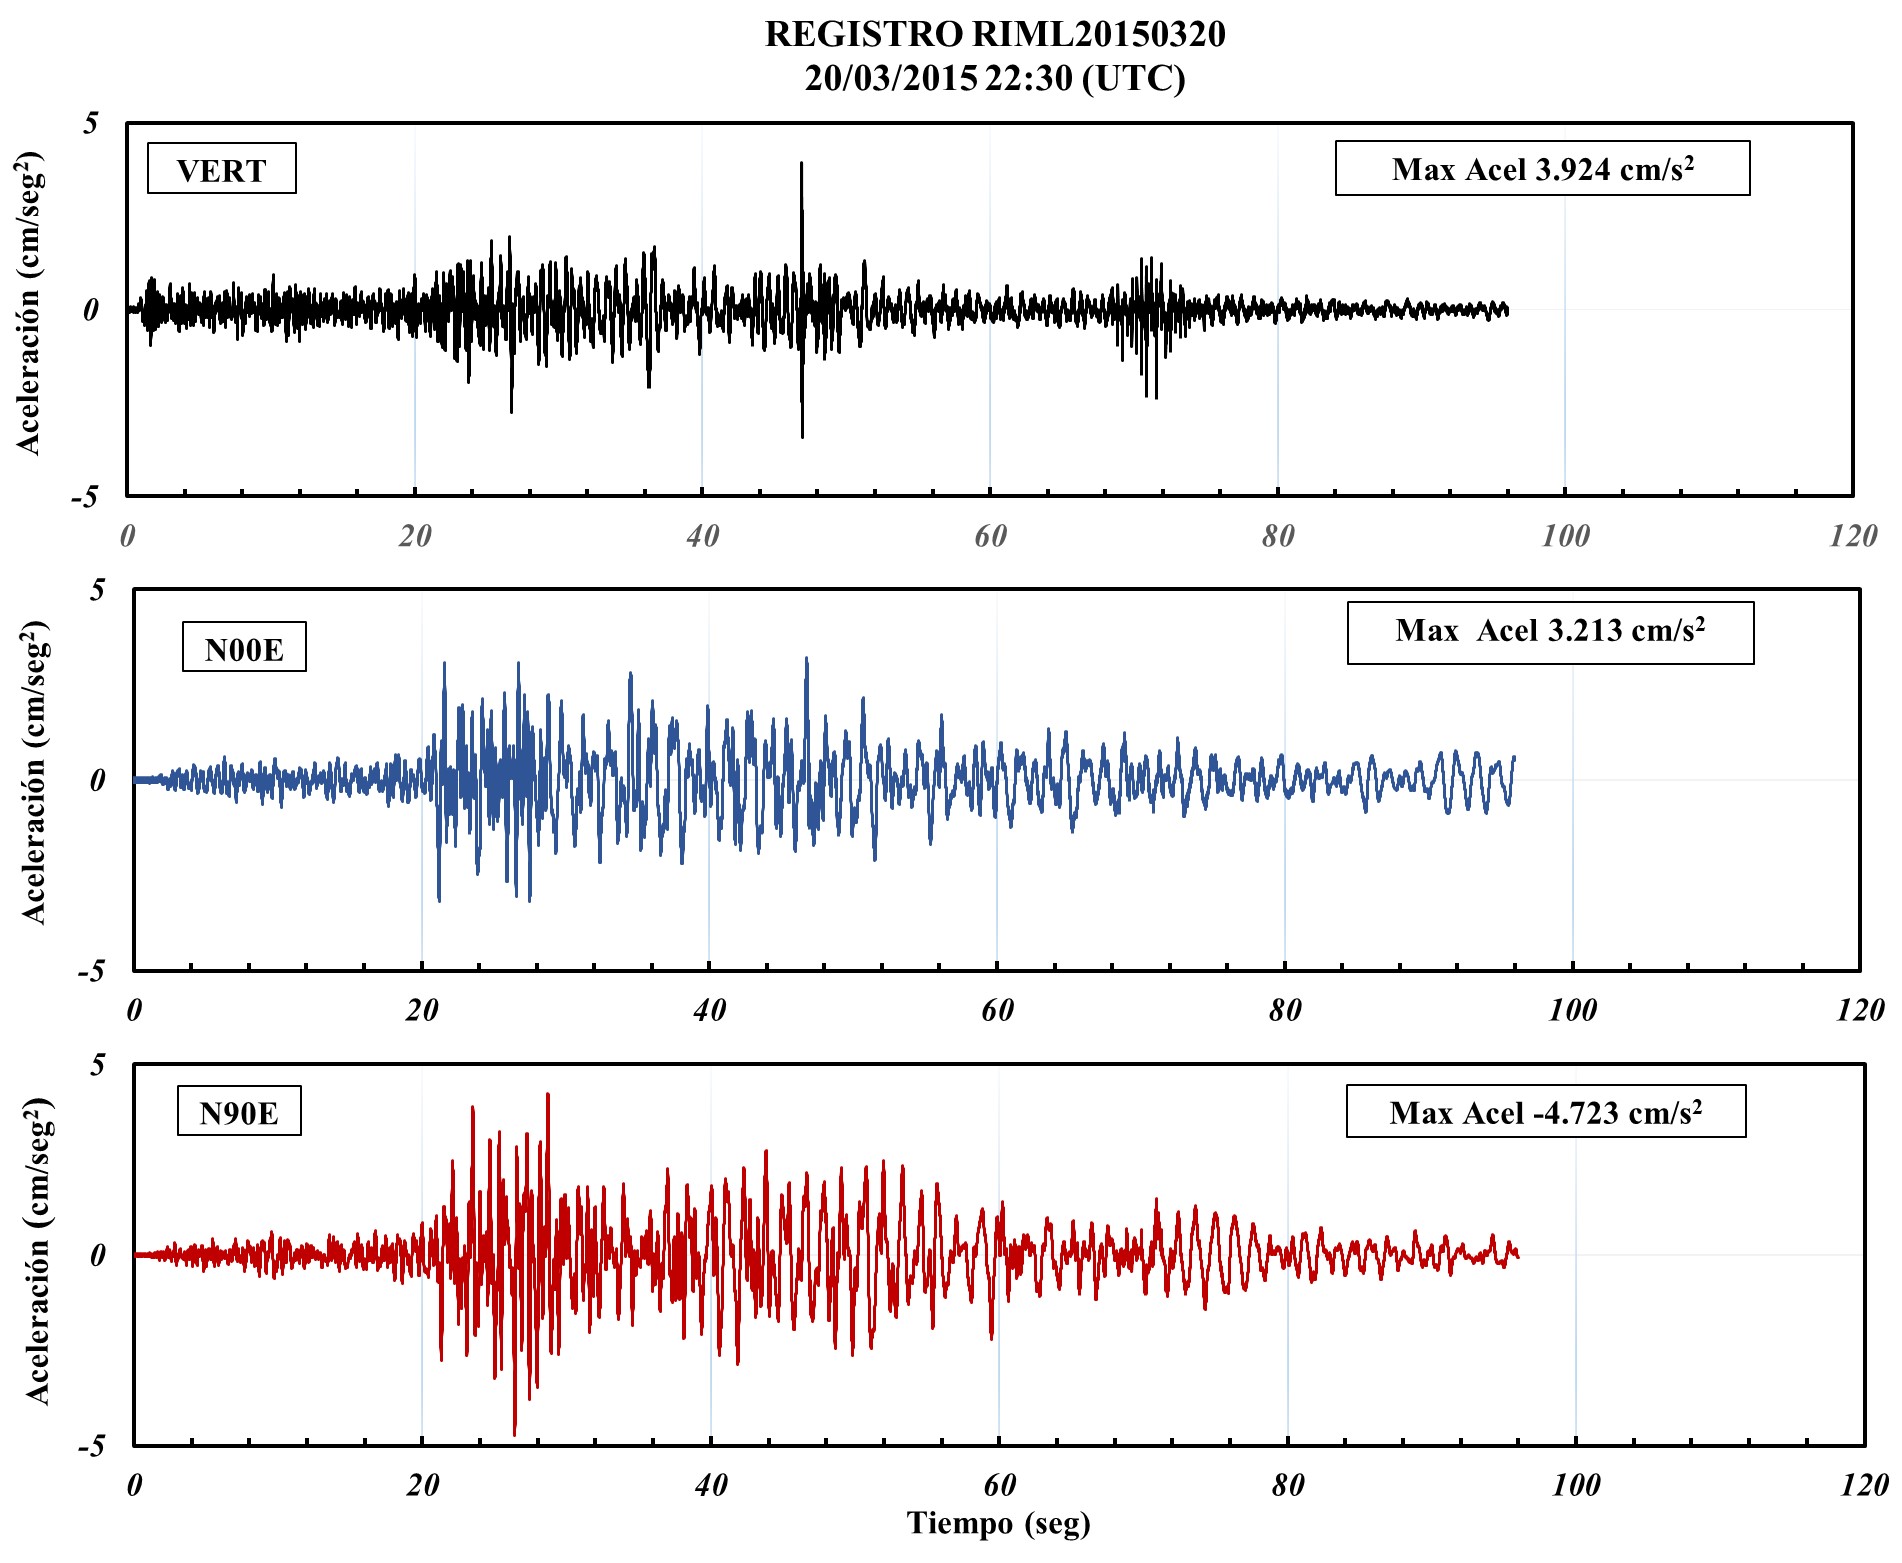 REGISTRO RIML20150320
20/03/2015 22:30 (UTC)
5
VERT
Max Acel 3.924 cm/s²
Aceleración (cm/seg²)
0
-5
0 20 40 60 80 100 120
5
N00E
Max  Acel 3.213 cm/s²
Aceleración (cm/seg²)
0
-5
0 20 40 60 80 100 120
5
N90E
Max Acel -4.723 cm/s²
Aceleración (cm/seg²)
0
-5
0 20 40 60 80 100 120
Tiempo (seg)